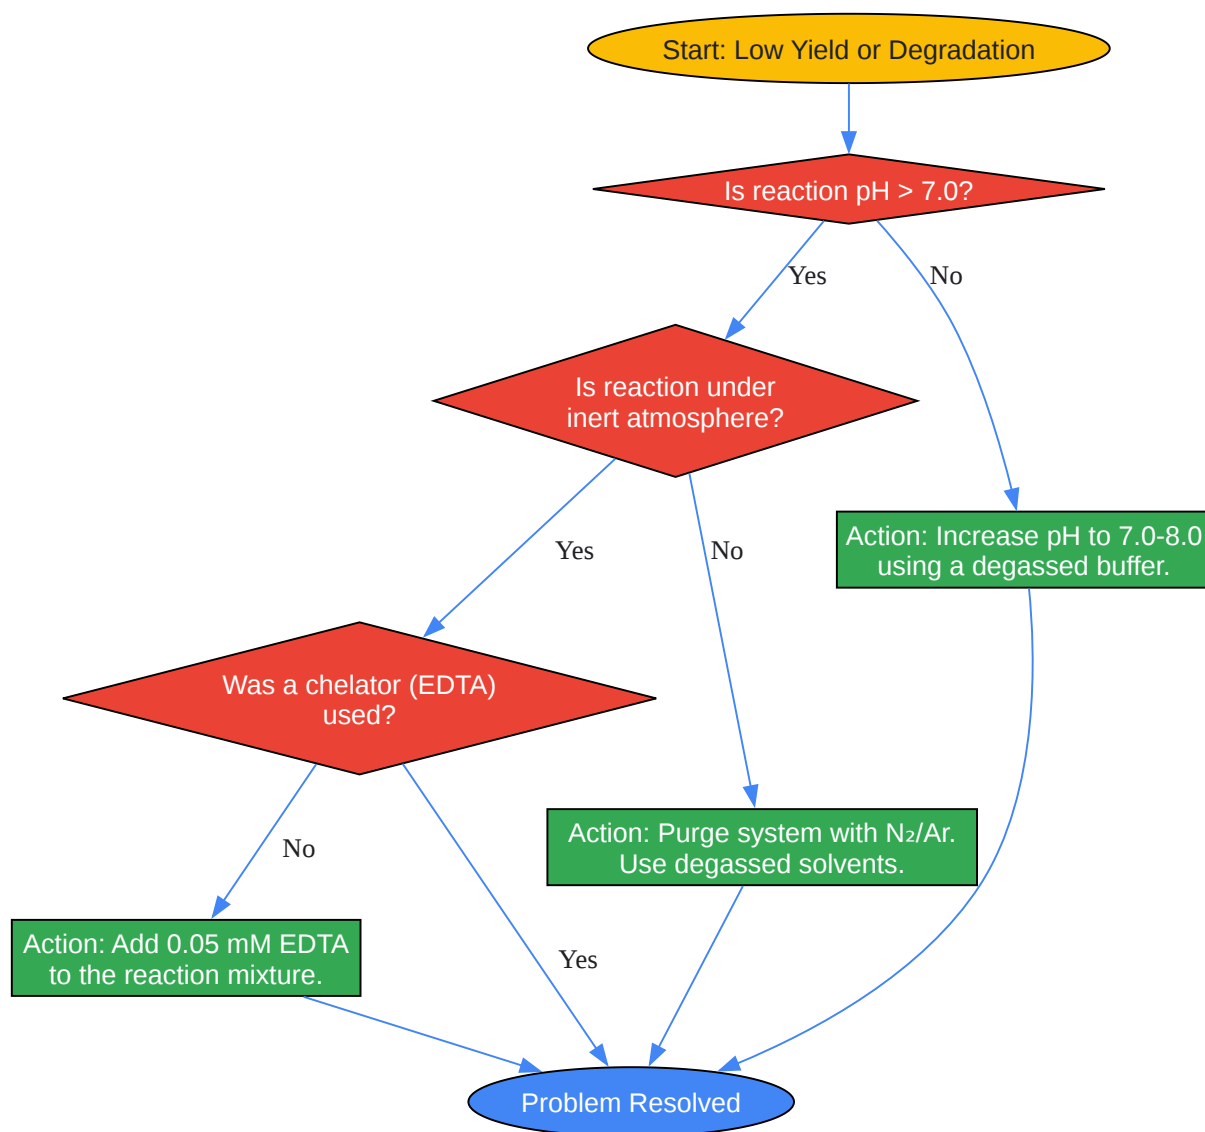 Start: Low Yield or Degradation
Is reaction pH > 7.0?
Yes
No
Is reaction under
inert atmosphere?
Yes
No
Action: Increase pH to 7.0-8.0
using a degassed buffer.
Was a chelator (EDTA)
used?
No
Yes
Action: Purge system with N₂/Ar.
Use degassed solvents.
Action: Add 0.05 mM EDTA
to the reaction mixture.
Problem Resolved